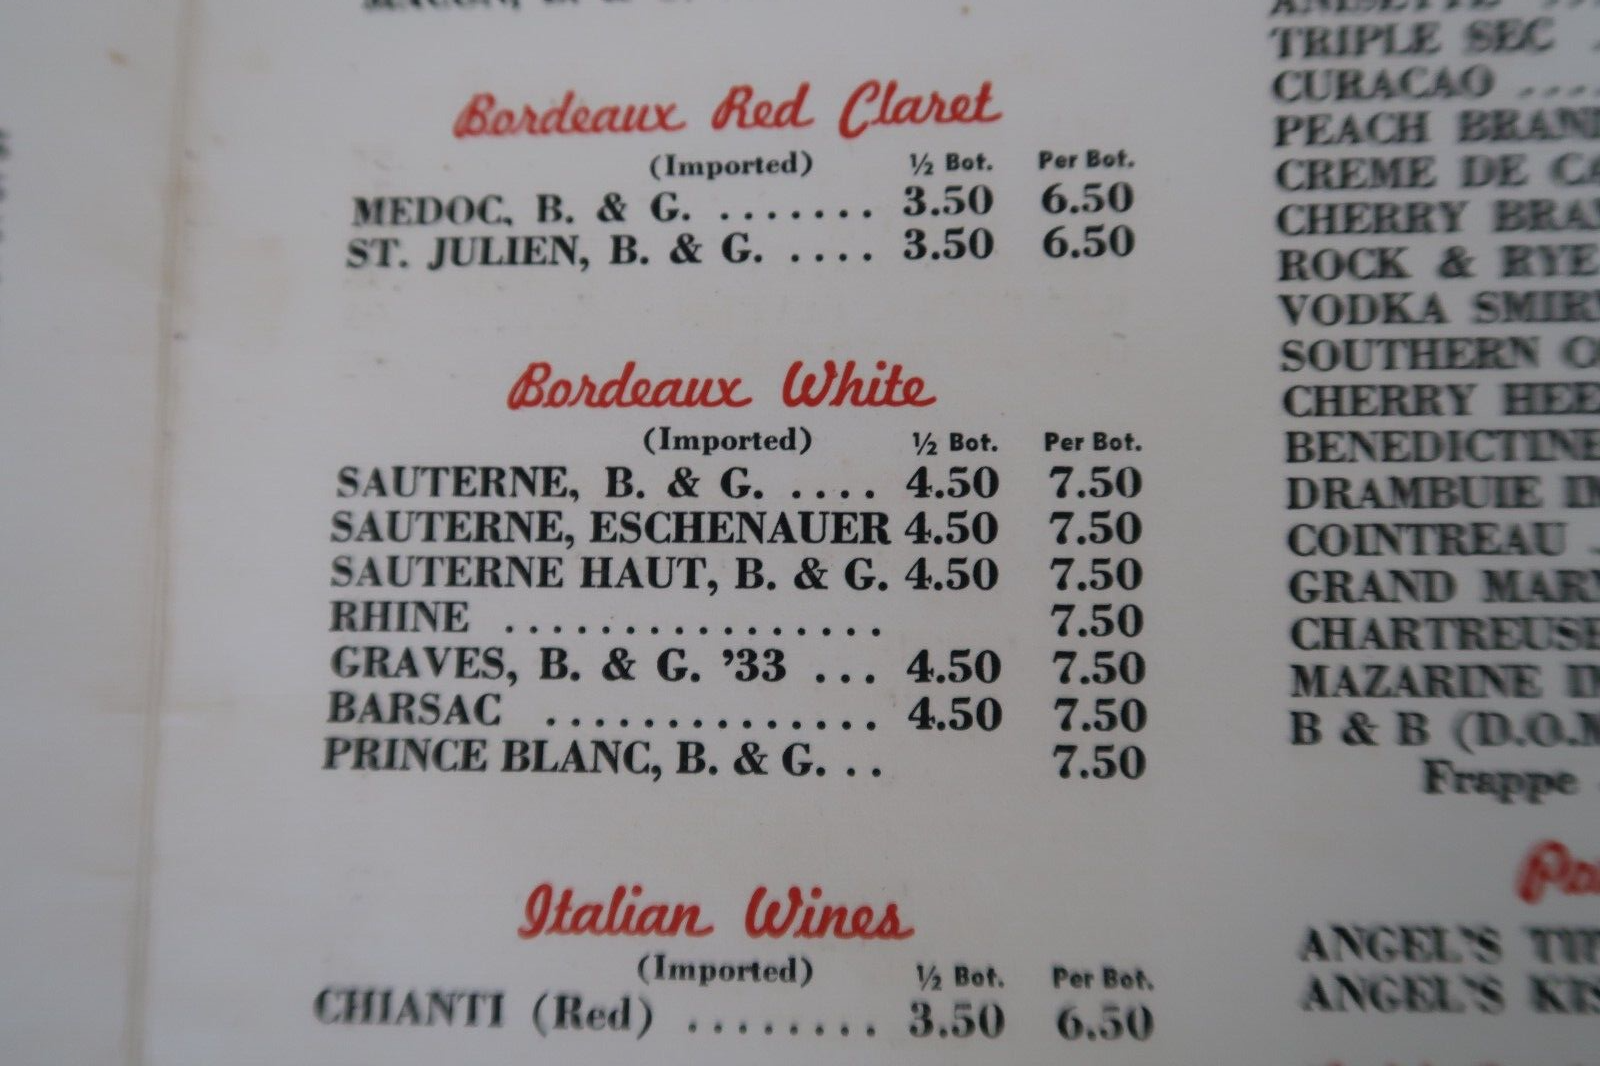 Bordeaux Red Claret
(Imported) ½ Bot. Per Bot.
MEDOC, B. & G. ....... 3.50 6.50
ST. JULIEN, B. & G. .... 3.50 6.50
Bordeaux White
(Imported) ½ Bot. Per Bot.
SAUTERNE, B. & G. .... 4.50 7.50
SAUTERNE, ESCHENAUER 4.50 7.50
SAUTERNE HAUT, B. & G. 4.50 7.50
RHINE ................ 7.50
GRAVES, B. & G. '33 ... 4.50 7.50
BARSAC .............. 4.50 7.50
PRINCE BLANC, B. & G. .. 7.50
Italian Wines
(Imported) ½ Bot. Per Bot.
CHIANTI (Red) ........ 3.50 6.50
TRIPLE SEC
CURACAO ....
PEACH
CREME DE
CHERRY
ROCK & RYE
VODKA
SOUTHERN
CHERRY
BENEDICTINE
DRAMBUIE
COINTREAU
GRAND
CHARTREUSE
MAZARINE
B & B (D.O.M
Frappe
ANGEL'S
ANGEL'S